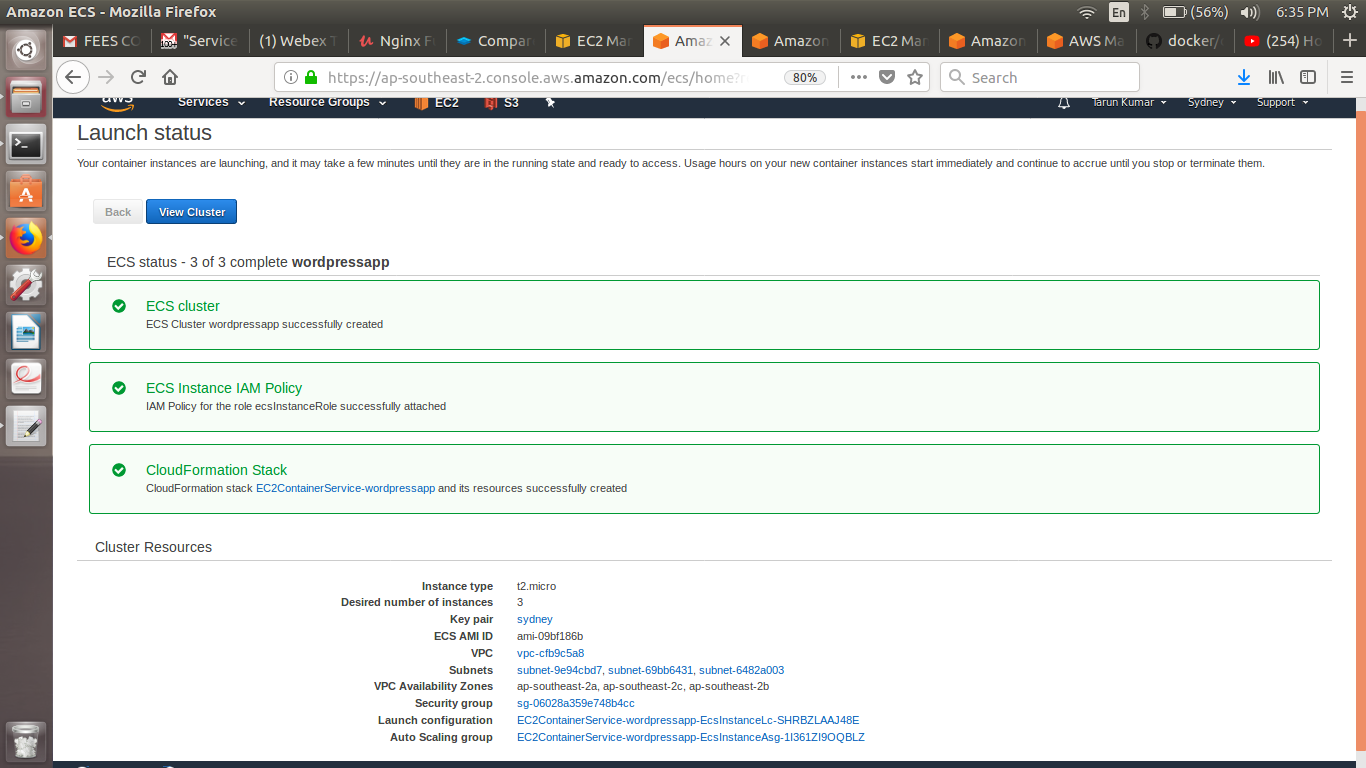 Amazon ECS - Mozilla Firefox
En
(56%)
6:35 PM
FEES CO
"Service
(1) Webex T
Nginx F
Compar
EC2 Mar
Amaz
Amazon
EC2 Mar
Amazon
AWS Ma
docker/
(254) Ho
https://ap-southeast-2.console.aws.amazon.com/ecs/home?
80%
Search
aws
Services
Resource Groups
EC2
S3
Tarun Kumar
Sydney
Support
Launch status
Your container instances are launching, and it may take a few minutes until they are in the running state and ready to access. Usage hours on your new container instances start immediately and continue to accrue until you stop or terminate them.
Back
View Cluster
ECS status - 3 of 3 complete wordpressapp
ECS cluster
ECS Cluster wordpressapp successfully created
ECS Instance IAM Policy
IAM Policy for the role ecsInstanceRole successfully attached
CloudFormation Stack
CloudFormation stack EC2ContainerService-wordpressapp and its resources successfully created
Cluster Resources
Instance type t2.micro
Desired number of instances 3
Key pair sydney
ECS AMI ID ami-09bf186b
VPC vpc-cfb9c5a8
Subnets subnet-9e94cbd7, subnet-69bb6431, subnet-6482a003
VPC Availability Zones ap-southeast-2a, ap-southeast-2c, ap-southeast-2b
Security group sg-06028a359e748b4cc
Launch configuration EC2ContainerService-wordpressapp-EcsInstanceLc-SHRBZLAAJ48E
Auto Scaling group EC2ContainerService-wordpressapp-EcsInstanceAsg-1I361ZI9OQBLZ